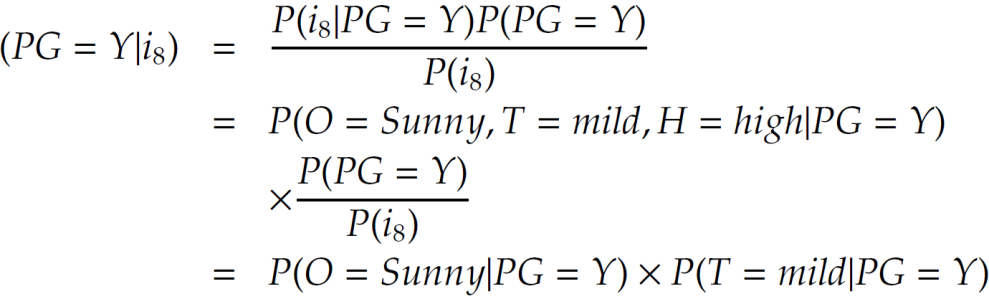 (PG = Y|i₈) = P(i₈|PG = Y)P(PG = Y) / P(i₈)
= P(O = Sunny, T = mild, H = high|PG = Y)
× P(PG = Y) / P(i₈)
= P(O = Sunny|PG = Y) × P(T = mild|PG = Y)